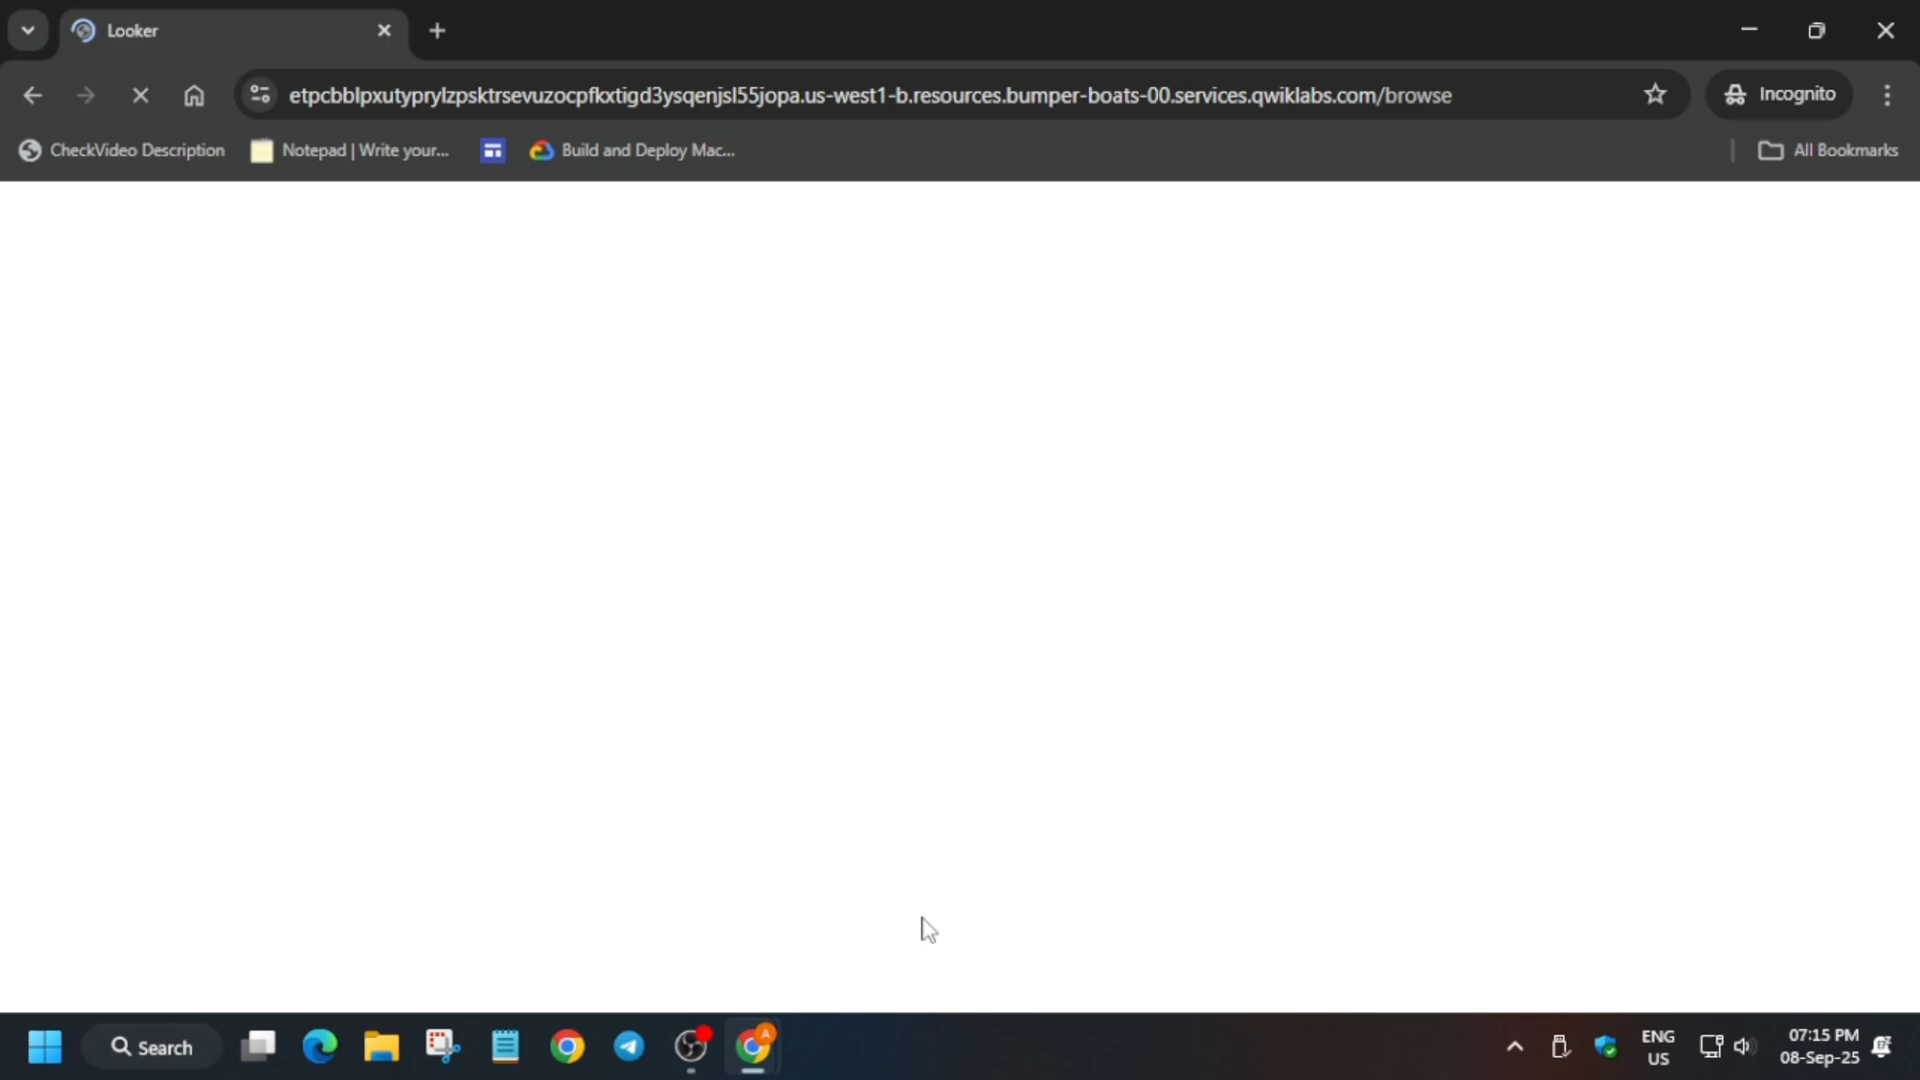 Looker
etpcbblpxutyprylzpsktrsevuzocpfkxtigd3ysqenjsl55jopa.us-west1-b.resources.bumper-boats-00.services.qwiklabs.com/browse
Incognito
CheckVideo Description
Notepad | Write your...
Build and Deploy Mac...
All Bookmarks
Search
A
ENG
US
07:15 PM
08-Sep-25